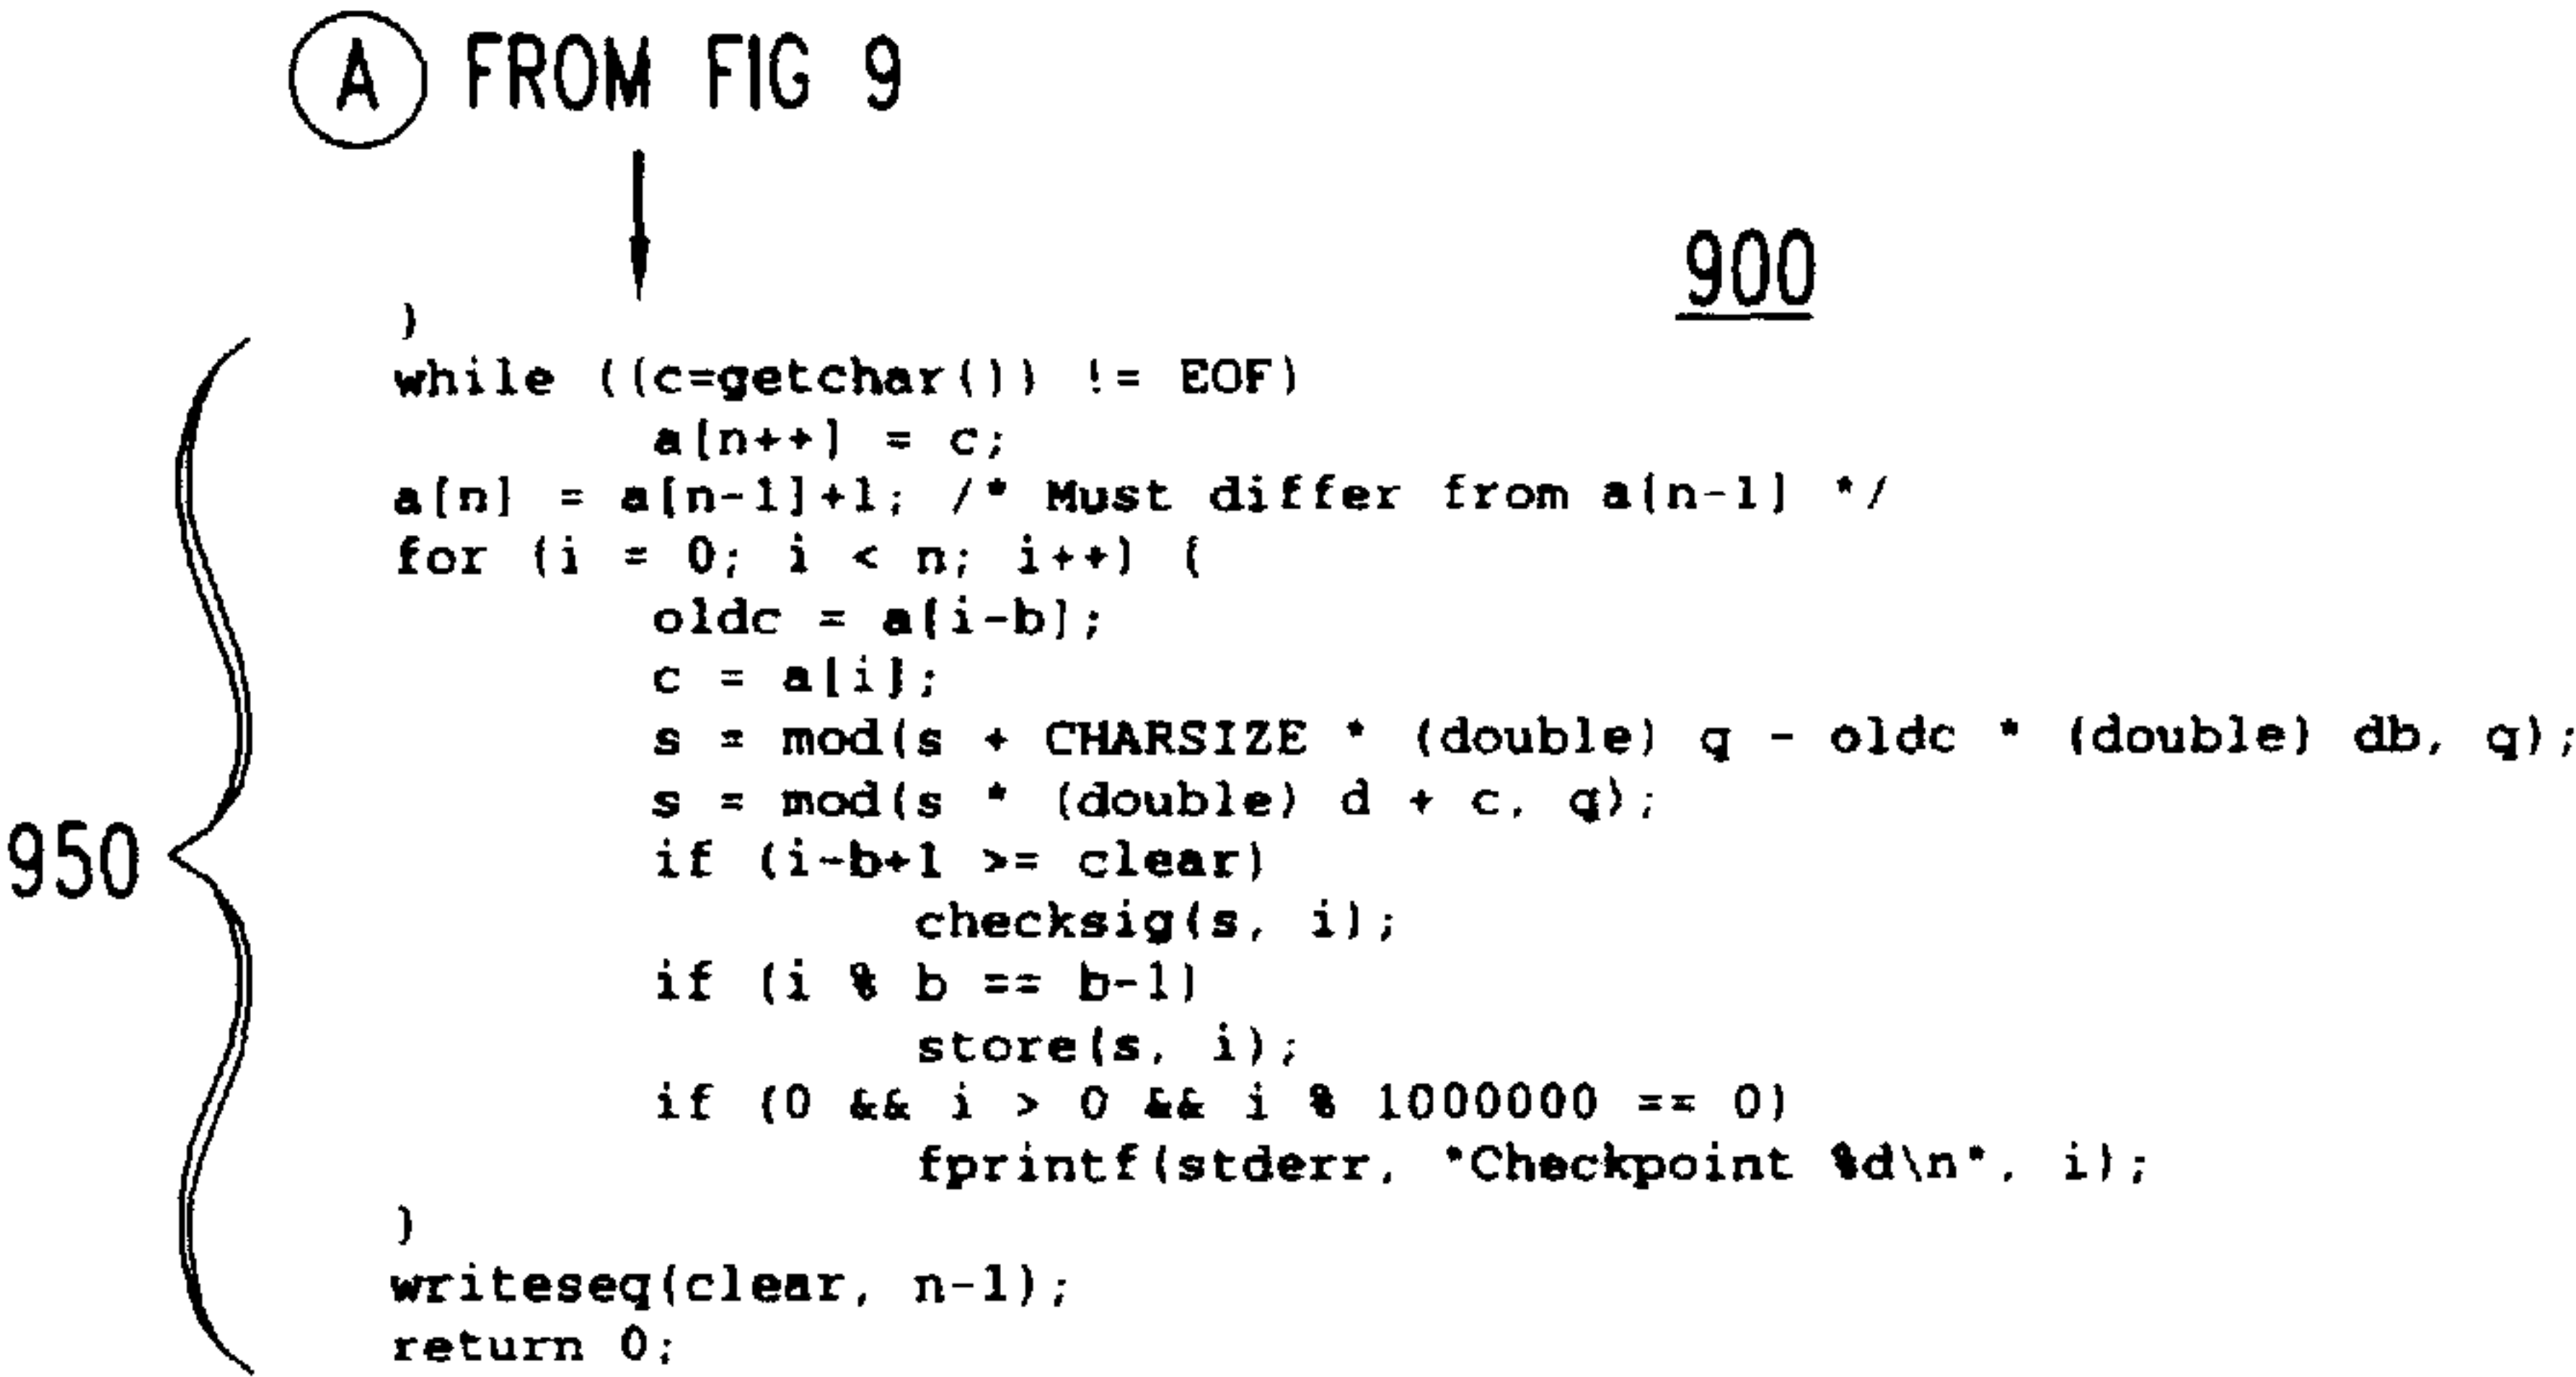 A FROM FIG 9
900
}
while ((c=getchar()) != EOF)
a[n++] = c;
a[n] = a[n-1]+1; /* Must differ from a[n-1] */
for (i = 0; i < n; i++) {
oldc = a[i-b];
c = a[i];
s = mod(s + CHARSIZE * (double) q - oldc * (double) db, q);
s = mod(s * (double) d + c, q);
if (i-b+1 >= clear)
checksig(s, i);
if (i % b == b-1)
store(s, i);
if (0 && i > 0 && i % 1000000 == 0)
fprintf(stderr, "Checkpoint %d\n", i);
}
writeseq(clear, n-1);
return 0;
950